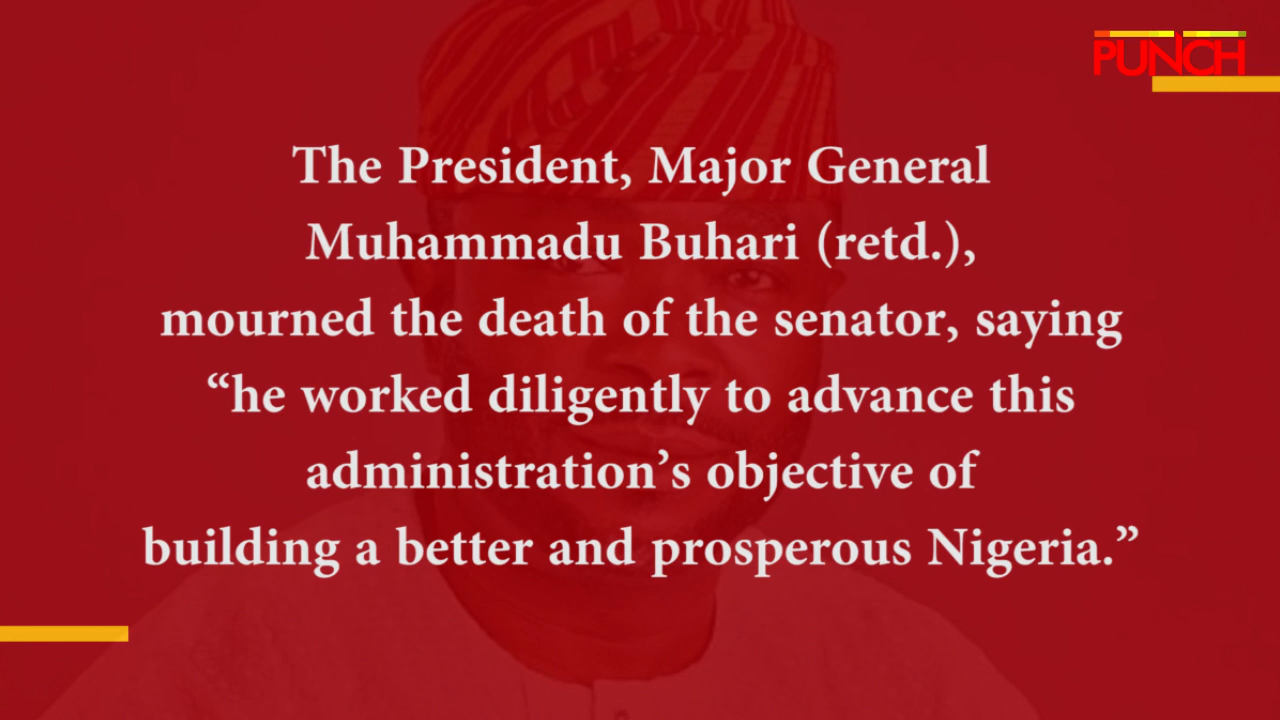 PUNCH
The President, Major General
Muhammadu Buhari (retd.),
mourned the death of the senator, saying
“he worked diligently to advance this
administration’s objective of
building a better and prosperous Nigeria.”